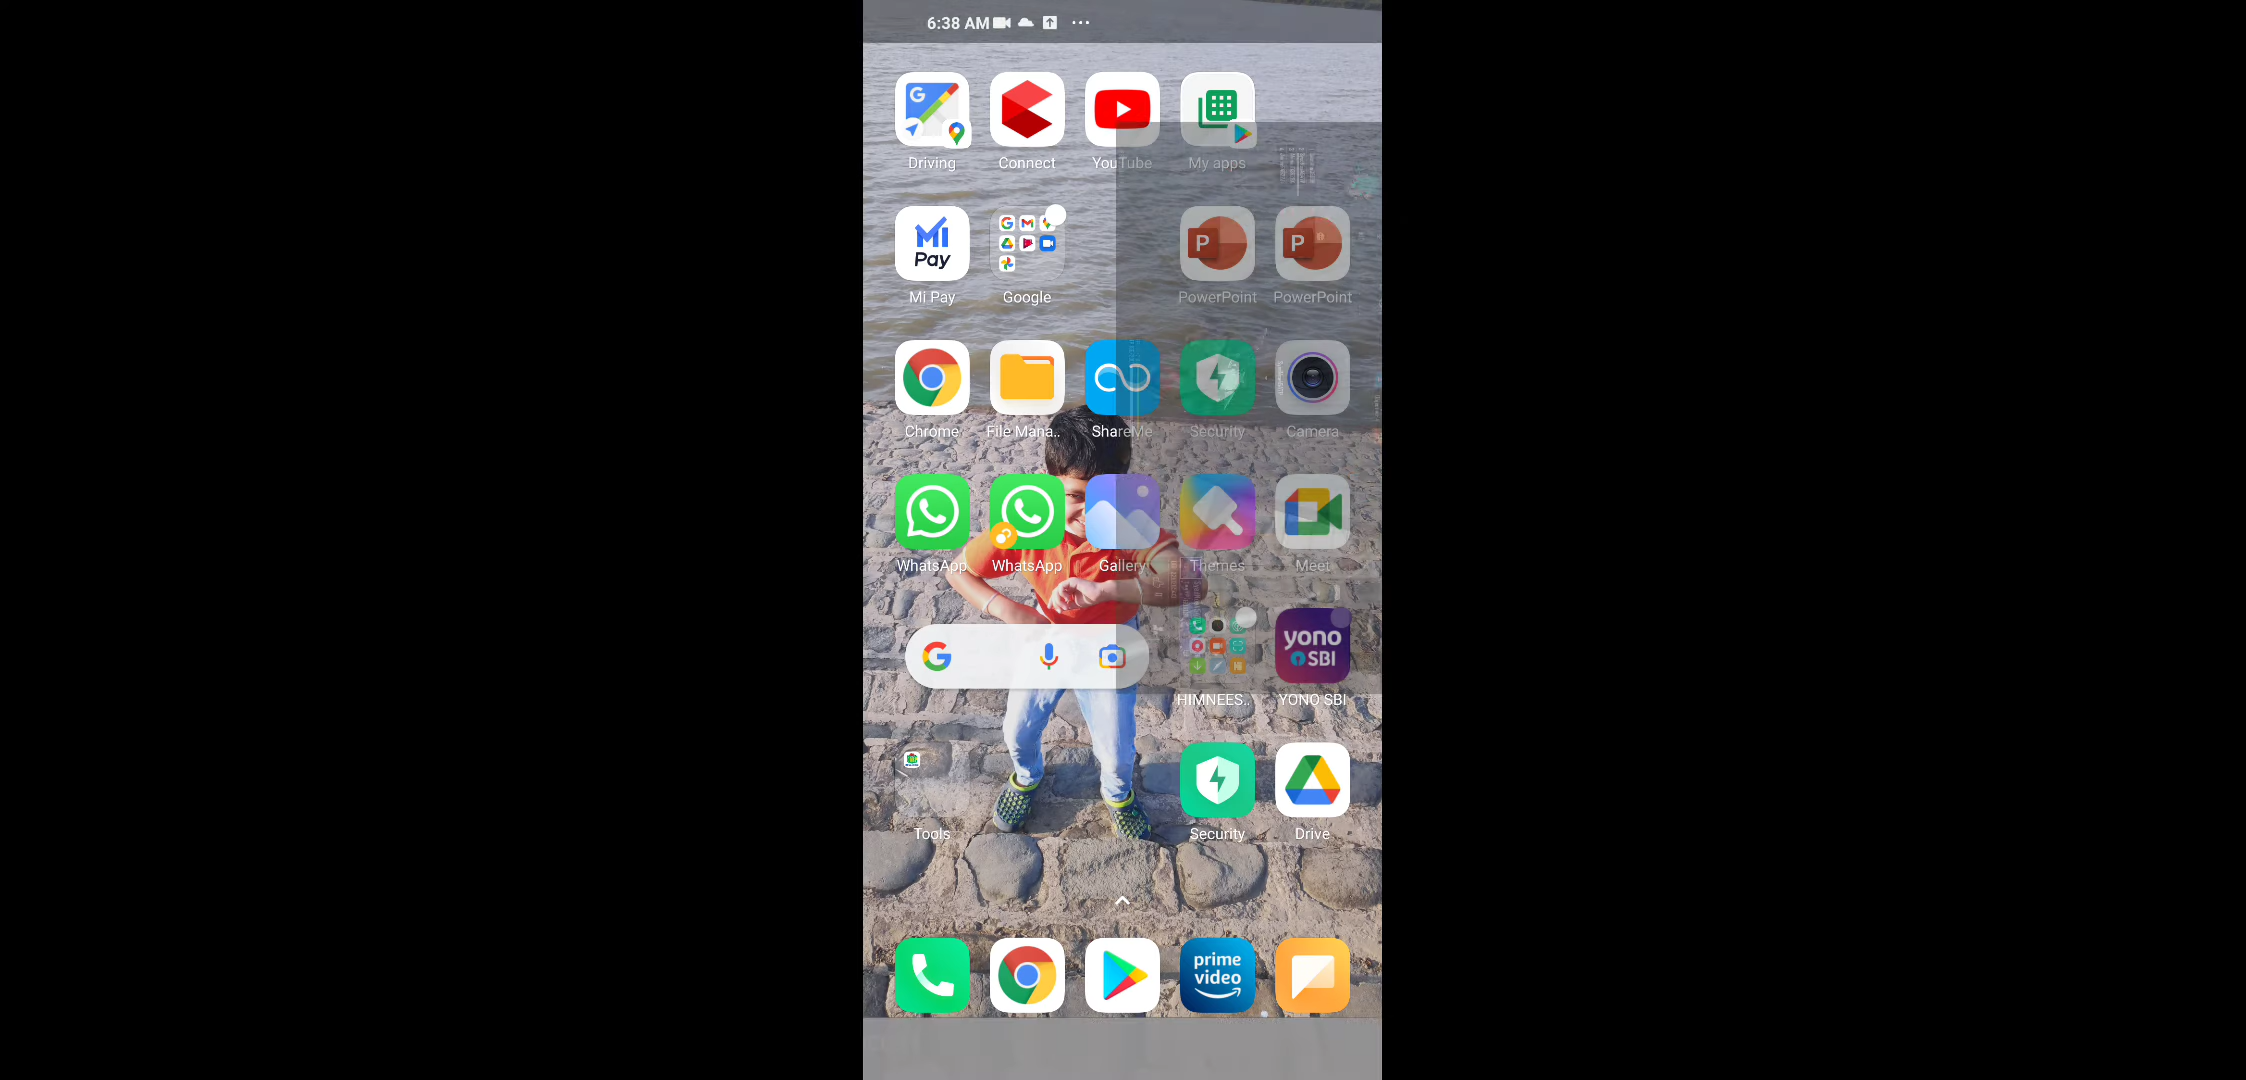 6:38 AM
Driving Connect YouTube My apps
Mi Pay
Mi Pay Google P PowerPoint P PowerPoint
Chrome File Mana.. ShareMe Security Camera
WhatsApp WhatsApp Gallery Themes Meet
yono
SBI
HIMNEES.. YONO SBI
Tools Security Drive
prime
video